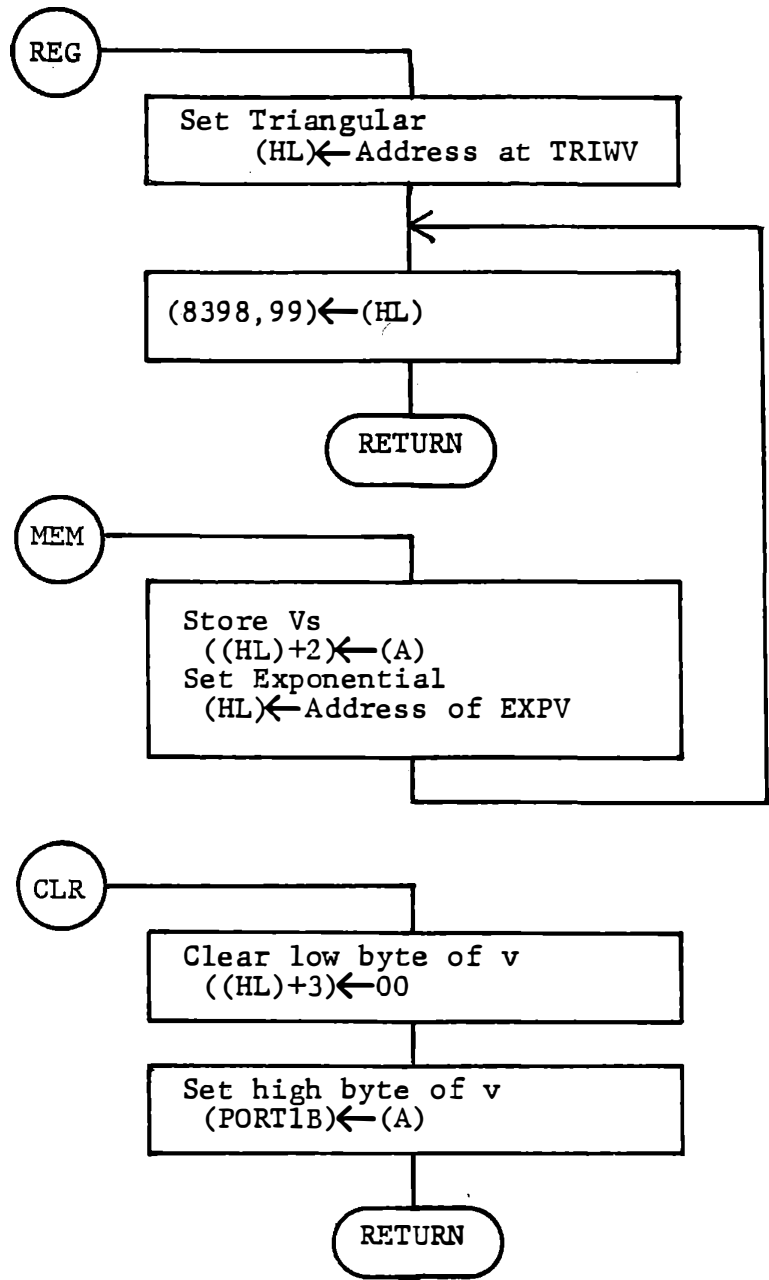 REG
Set Triangular
(HL)←Address at TRIWV
(8398,99)←(HL)
RETURN
MEM
Store Vs
((HL)+2)←(A)
Set Exponential
(HL)←Address of EXPV
CLR
Clear low byte of v
((HL)+3)←00
Set high byte of v
(PORT1B)←(A)
RETURN